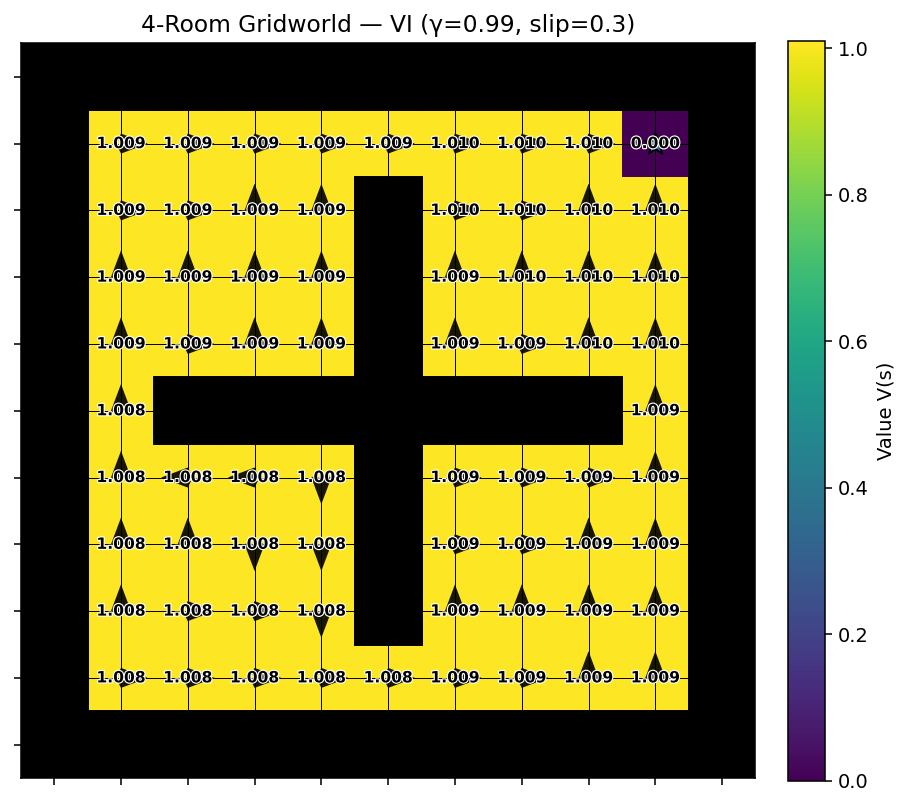 4-Room Gridworld — VI (γ=0.99, slip=0.3)
1.009 1.009 1.009 1.009 1.009 1.010 1.010 1.010 0.000
1.009 1.009 1.009 1.009 1.010 1.010 1.010 1.010
1.009 1.009 1.009 1.009 1.009 1.010 1.010 1.010
1.009 1.009 1.009 1.009 1.009 1.009 1.010 1.010
1.008 1.009
1.008 1.008 1.008 1.008 1.009 1.009 1.009 1.009
1.008 1.008 1.008 1.008 1.009 1.009 1.009 1.009
1.008 1.008 1.008 1.008 1.009 1.009 1.009 1.009
1.008 1.008 1.008 1.008 1.008 1.009 1.009 1.009 1.009
1.0
0.8
0.6
0.4
0.2
0.0
Value V(s)